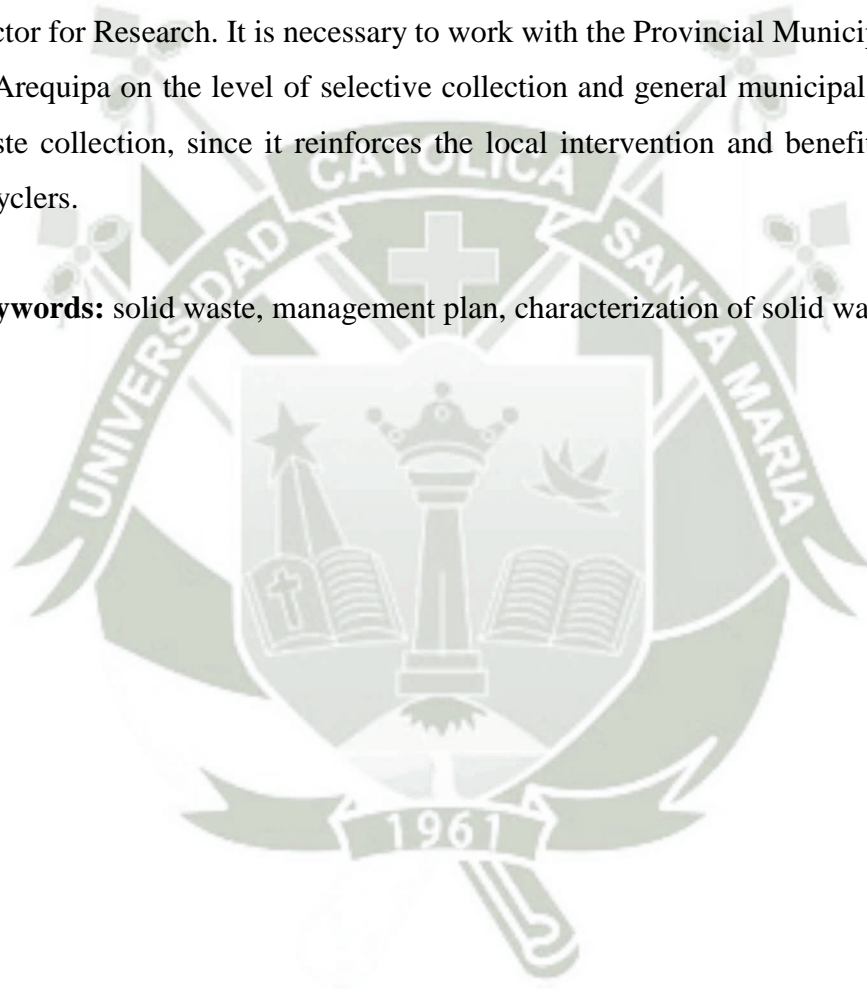 ctor for Research. It is necessary to work with the Provincial Municip
Arequipa on the level of selective collection and general municipal
ste collection, since it reinforces the local intervention and benefit
yclers.
ywords: solid waste, management plan, characterization of solid wa
UNIVERSIDAD CATOLICA SANTA MARIA
1961